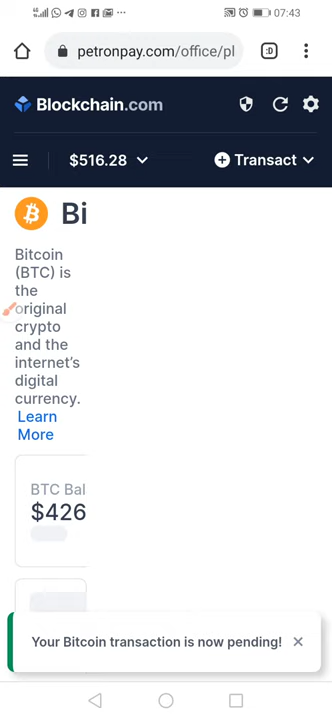 07:43
petronpay.com/office/pl
:D
Blockchain.com
$516.28
Transact
Bi
Bitcoin
(BTC) is
the
original
crypto
and the
internet's
digital
currency.
Learn
More
BTC Bal
$426
Your Bitcoin transaction is now pending!